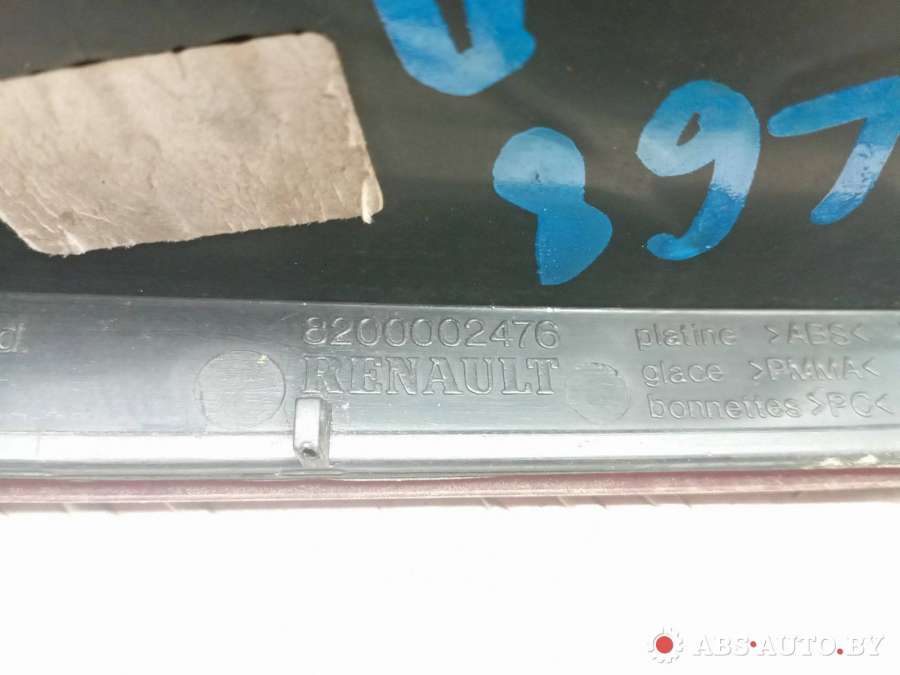 897
d.
8200002476
RENAULT
platine >ABS<
glace >PMMA<
bonnettes >PC<
ABS-AUTO.BY